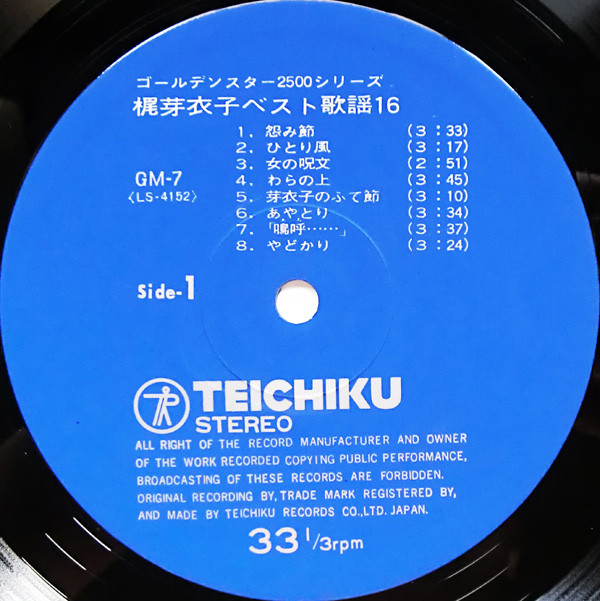 ゴールデンスター2500シリーズ
梶芽衣子ベスト歌謡16
1. 怨み節 (3:33)
2. ひとり風 (3:17)
3. 女の呪文 (2:51)
4. わらの上 (3:45)
5. 芽衣子のふて節 (3:10)
6. あやとり (3:34)
7. 「嗚呼……」 (3:37)
8. やどかり (3:24)
GM-7
〈LS-4152〉
Side-1
TEICHIKU
STEREO
ALL RIGHT OF THE RECORD MANUFACTURER AND OWNER
OF THE WORK RECORDED COPYING PUBLIC PERFORMANCE,
BROADCASTING OF THESE RECORDS ARE FORBIDDEN.
ORIGINAL RECORDING BY, TRADE MARK REGISTERED BY,
AND MADE BY TEICHIKU RECORDS CO., LTD. JAPAN.
33 1/3rpm